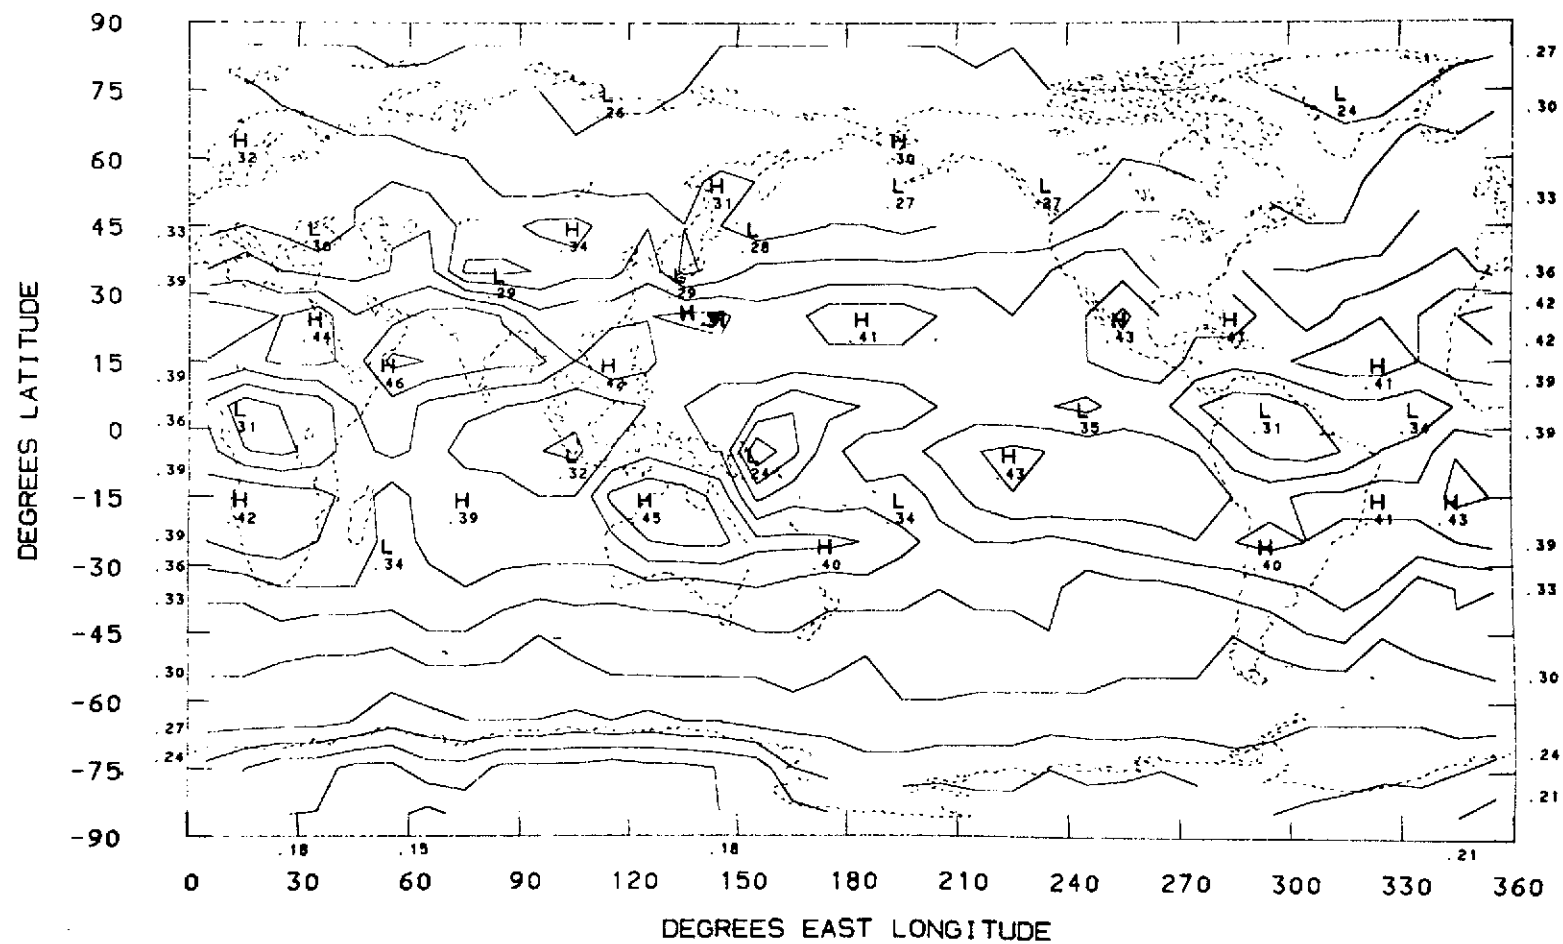 90
.27
75
L
.26
L
.24
.30
H
.32
H
.30
60
H
.31
L
.27
L
.27
.33
45
.33
L
H
.34
L
.28
30
.39
L
.29
L
.29
.36
.42
H
.44
H
H
.41
H
.43
H
.42
15
.39
H
.46
H
H
.41
.39
.36
L
.31
L
.35
L
.31
L
0
.39
L
.32
L
.24
H
.43
.39
-15
H
.42
H
.39
H
.45
L
.34
H
.41
H
.43
.39
L
.34
H
.40
H
.40
.39
-30
.36
.33
.33
-45
.30
.30
-60
.27
.24
.24
-75
.21
-90
.18
.15
.18
.21
0 30 60 90 120 150 180 210 240 270 300 330 360
DEGREES EAST LONGITUDE
DEGREES LATITUDE